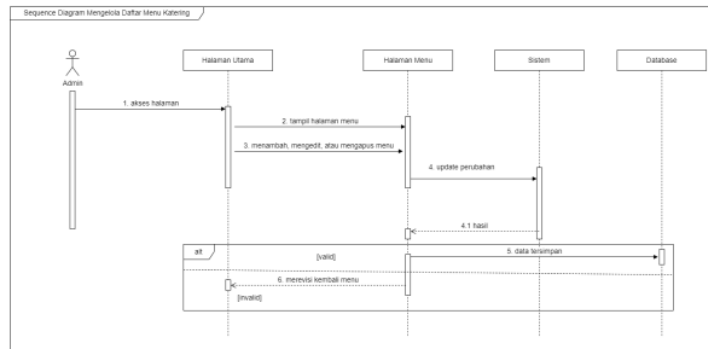 Sequence Diagram Mengelola Daftar Menu Katering
Halaman Utama
Halaman Menu
Sistem
Database
Admin
1. akses halaman
2. tampil halaman menu
3. menambah, mengedit, atau mengapus menu
4. update perubahan
4.1 hasil
alt
[valid]
5. data tersimpan
6. merevisi kembali menu
[invalid]